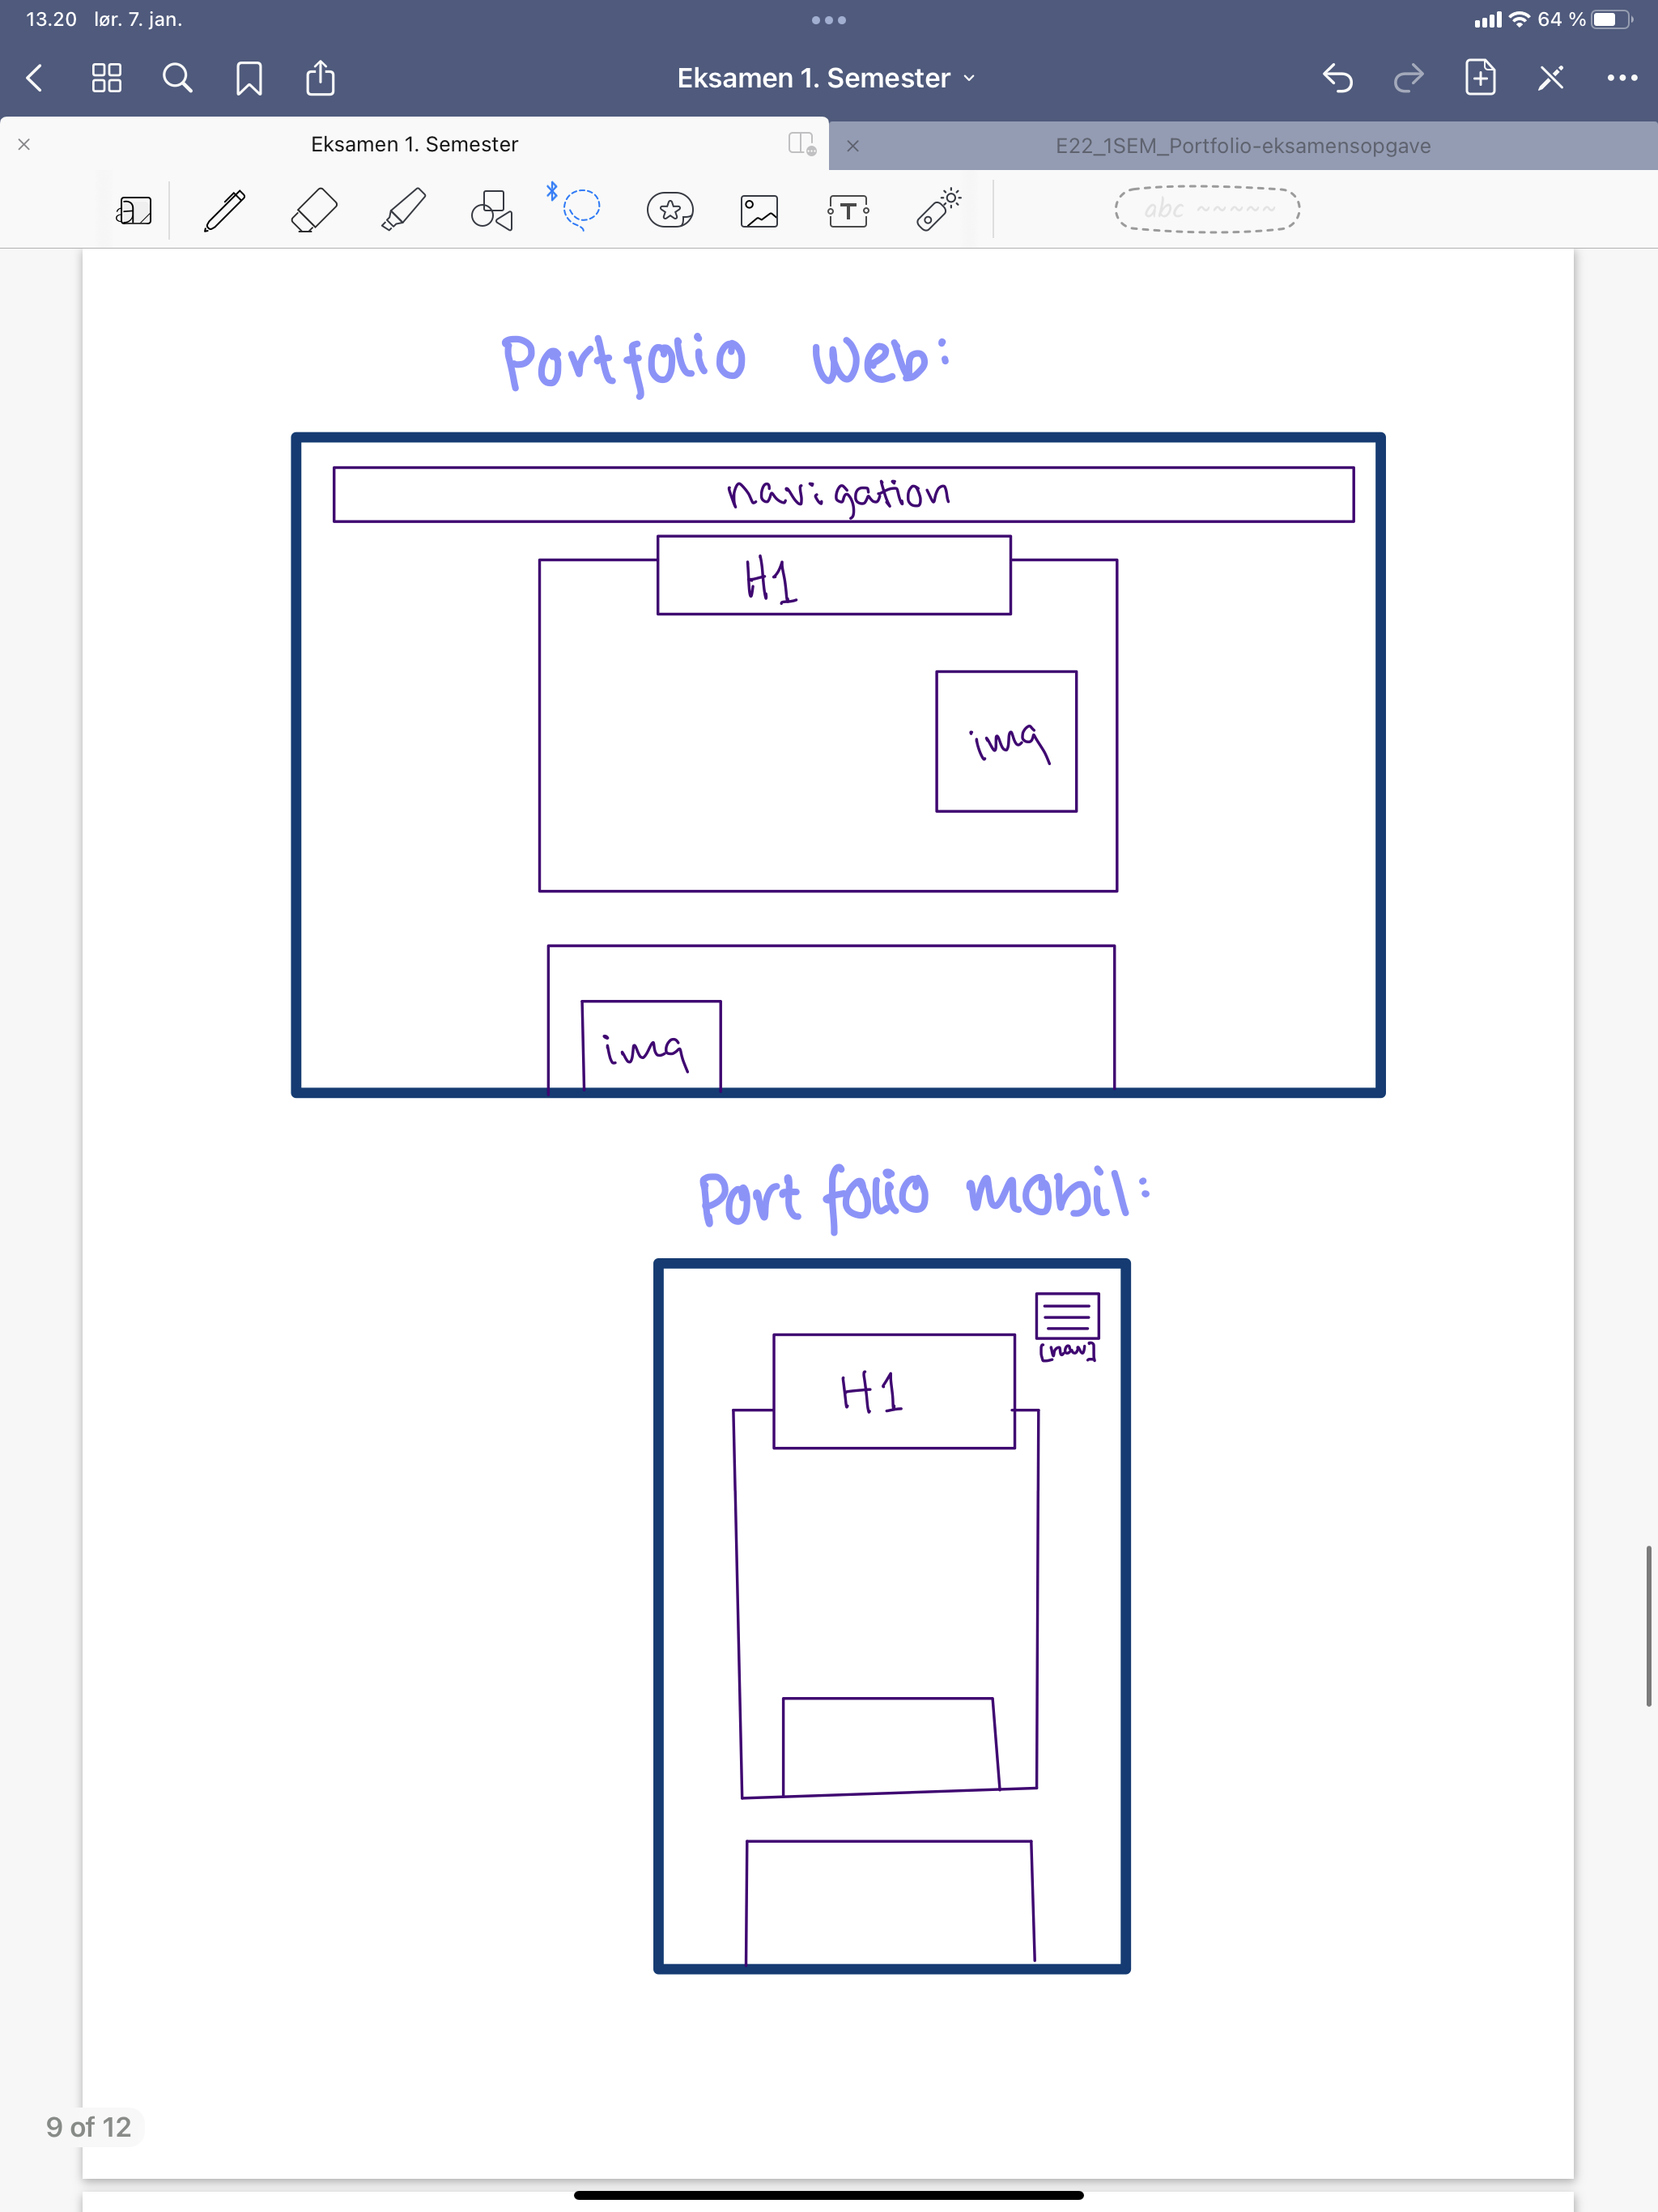 13.20 lør. 7. jan.
64 %
Eksamen 1. Semester
Eksamen 1. Semester
E22_1SEM_Portfolio-eksamensopgave
T
abc
Portfolio Web:
navigation
H1
img
img
Portfolio mobil:
[nav]
H1
9 of 12